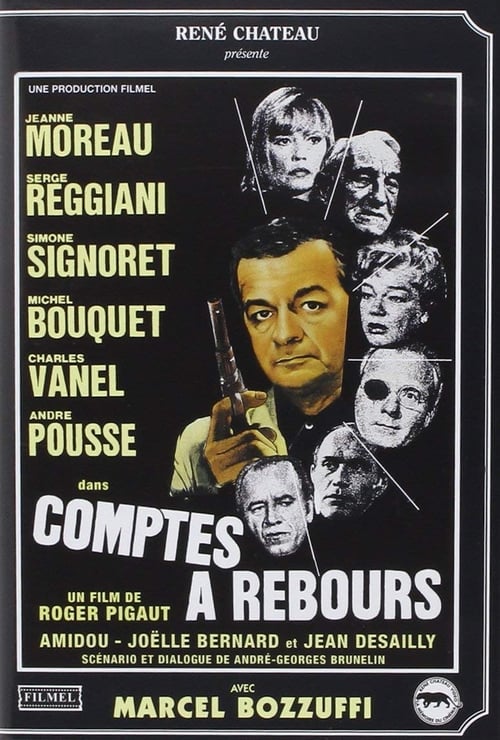 RENÉ CHATEAU
présente
UNE PRODUCTION FILMEL
JEANNE
MOREAU
SERGE
REGGIANI
SIMONE
SIGNORET
MICHEL
BOUQUET
CHARLES
VANEL
ANDRE
POUSSE
dans
COMPTES
A REBOURS
UN FILM DE
ROGER PIGAUT
AMIDOU - JOËLLE BERNARD et JEAN DESAILLY
SCÉNARIO ET DIALOGUE DE ANDRÉ-GEORGES BRUNELIN
FILMEL
AVEC
MARCEL BOZZUFFI